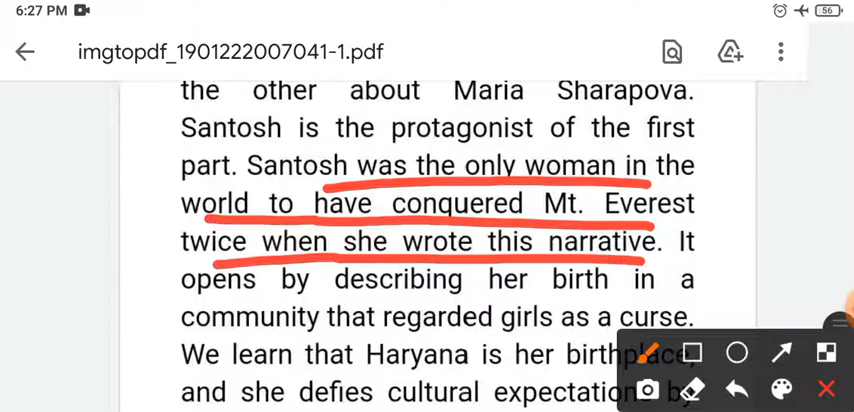 6:27 PM 56
imgtopdf_1901222007041-1.pdf
the other about Maria Sharapova.
Santosh is the protagonist of the first
part. Santosh was the only woman in the
world to have conquered Mt. Everest
twice when she wrote this narrative. It
opens by describing her birth in a
community that regarded girls as a curse.
We learn that Haryana is her birthplace,
and she defies cultural expectations by